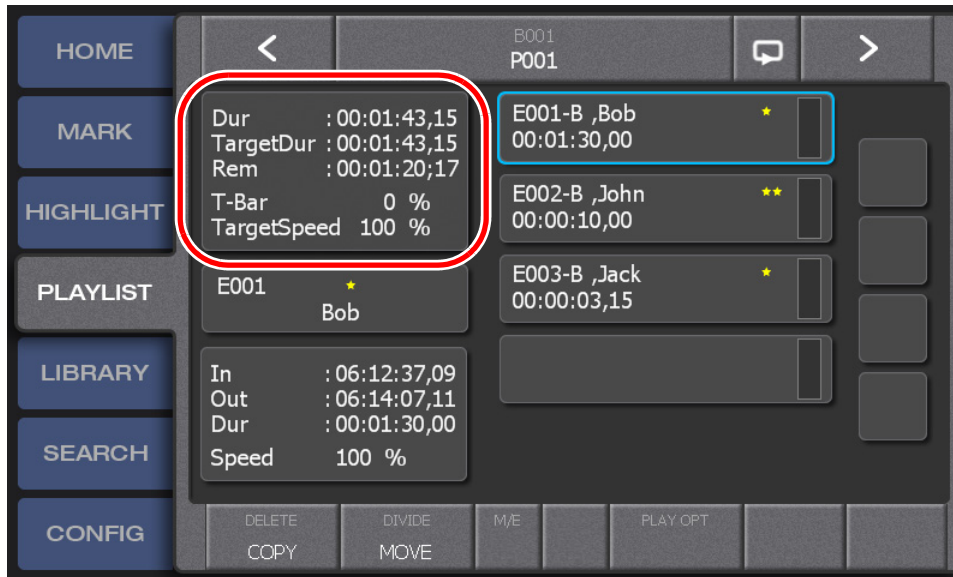 HOME
MARK
HIGHLIGHT
PLAYLIST
LIBRARY
SEARCH
CONFIG
<
B001
P001
>
Dur :00:01:43,15
TargetDur :00:01:43,15
Rem :00:01:20;17
T-Bar 0 %
TargetSpeed 100 %
E001
Bob
In :06:12:37,09
Out :06:14:07,11
Dur :00:01:30,00
Speed 100 %
E001-B ,Bob
00:01:30,00
E002-B ,John
00:00:10,00
E003-B ,Jack
00:00:03,15
DELETE
COPY
DIVIDE
MOVE
M/E
PLAY OPT